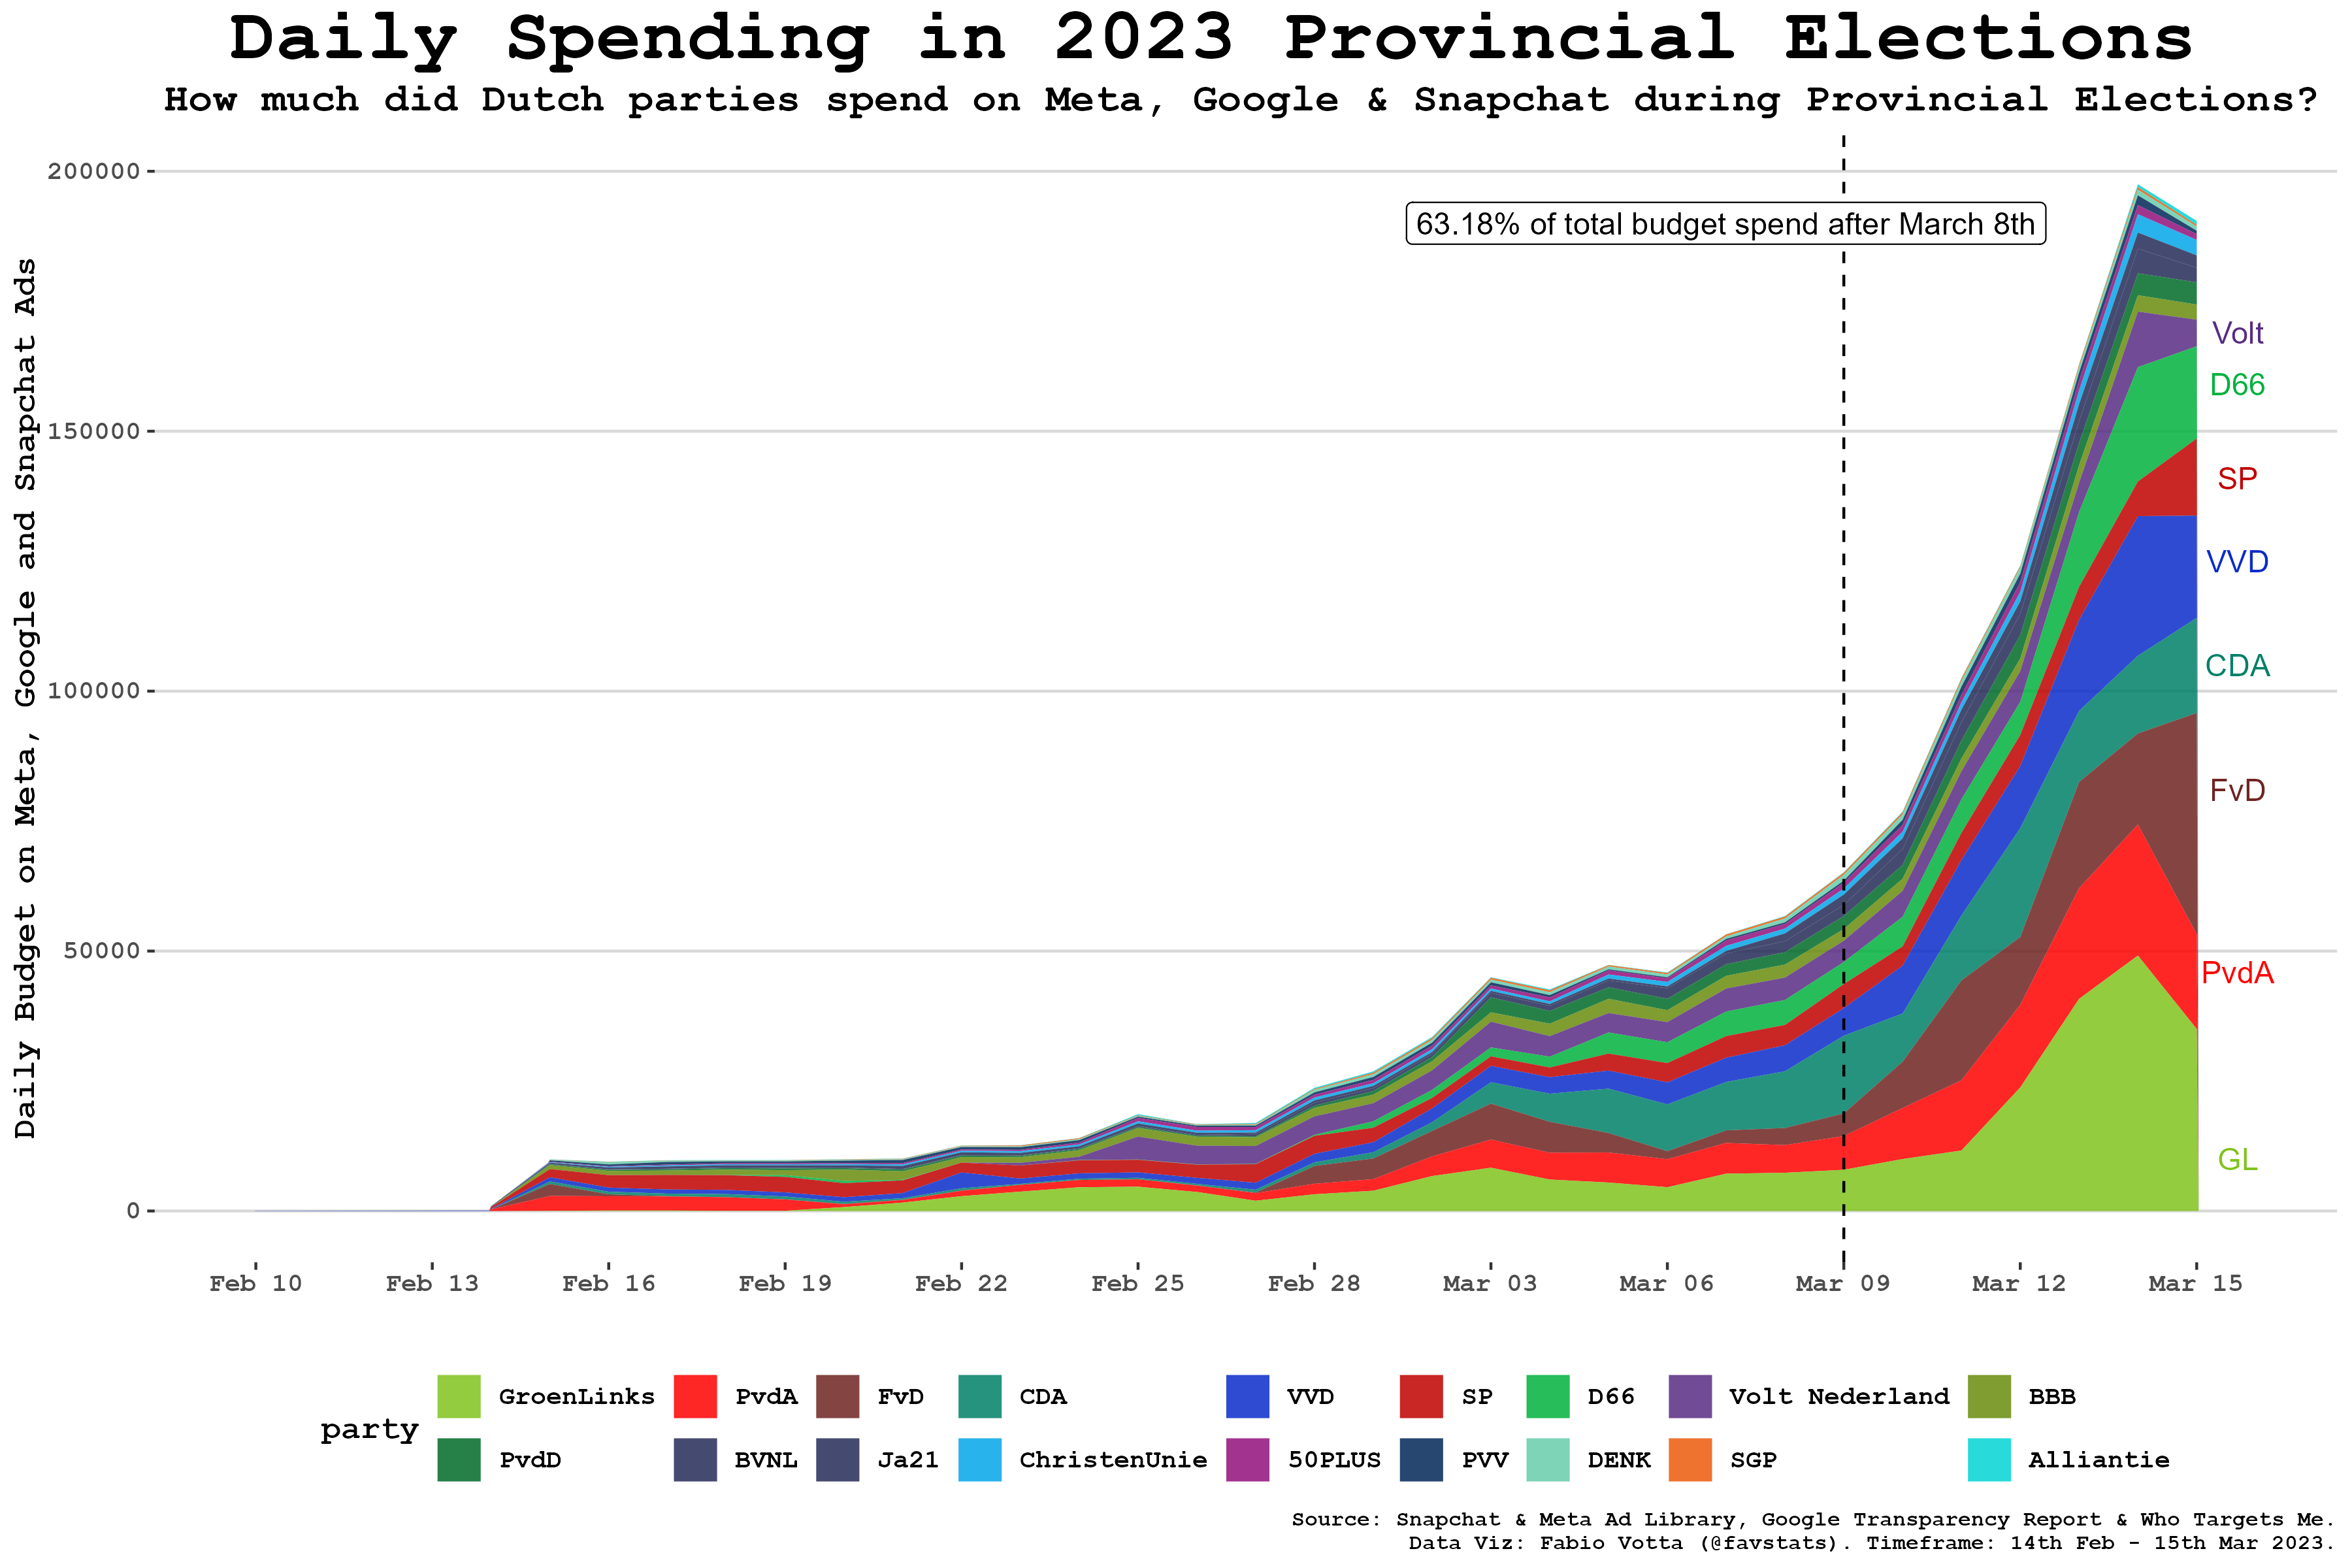 Daily Spending in 2023 Provincial Elections
How much did Dutch parties spend on Meta, Google & Snapchat during Provincial Elections?
Daily Budget on Meta, Google and Snapchat Ads
200000
150000
100000
50000
0
63.18% of total budget spend after March 8th
Volt
D66
SP
VVD
CDA
FvD
PvdA
GL
Feb 10 Feb 13 Feb 16 Feb 19 Feb 22 Feb 25 Feb 28 Mar 03 Mar 06 Mar 09 Mar 12 Mar 15
party
GroenLinks PvdA FvD CDA VVD SP D66 Volt Nederland BBB
PvdD BVNL Ja21 ChristenUnie 50PLUS PVV DENK SGP Alliantie
Source: Snapchat & Meta Ad Library, Google Transparency Report & Who Targets Me.
Data Viz: Fabio Votta (@favstats). Timeframe: 14th Feb - 15th Mar 2023.